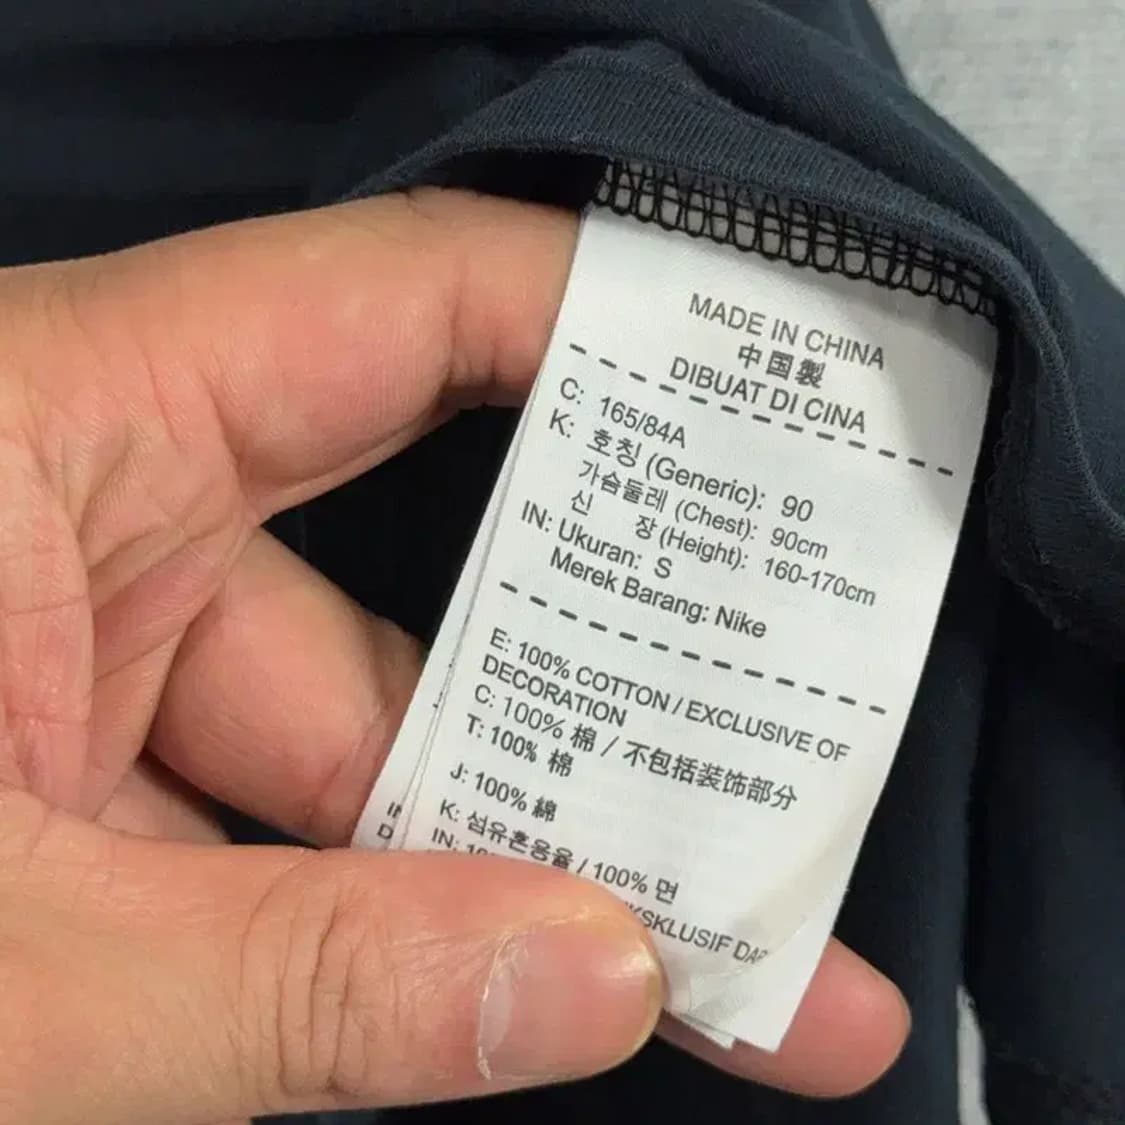 MADE IN CHINA
中国製
DIBUAT DI CINA
C: 165/84A
K: 호칭 (Generic): 90
가슴둘레 (Chest): 90cm
신 장 (Height): 160-170cm
IN: Ukuran: S
Merek Barang: Nike
E: 100% COTTON / EXCLUSIVE OF
DECORATION
C: 100% 棉 / 不包括装饰部分
T: 100% 棉
J: 100% 綿
K: 섬유혼용율 / 100% 면
IN: